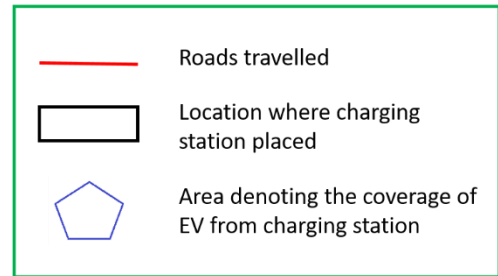 Roads travelled
Location where charging
station placed
Area denoting the coverage of
EV from charging station